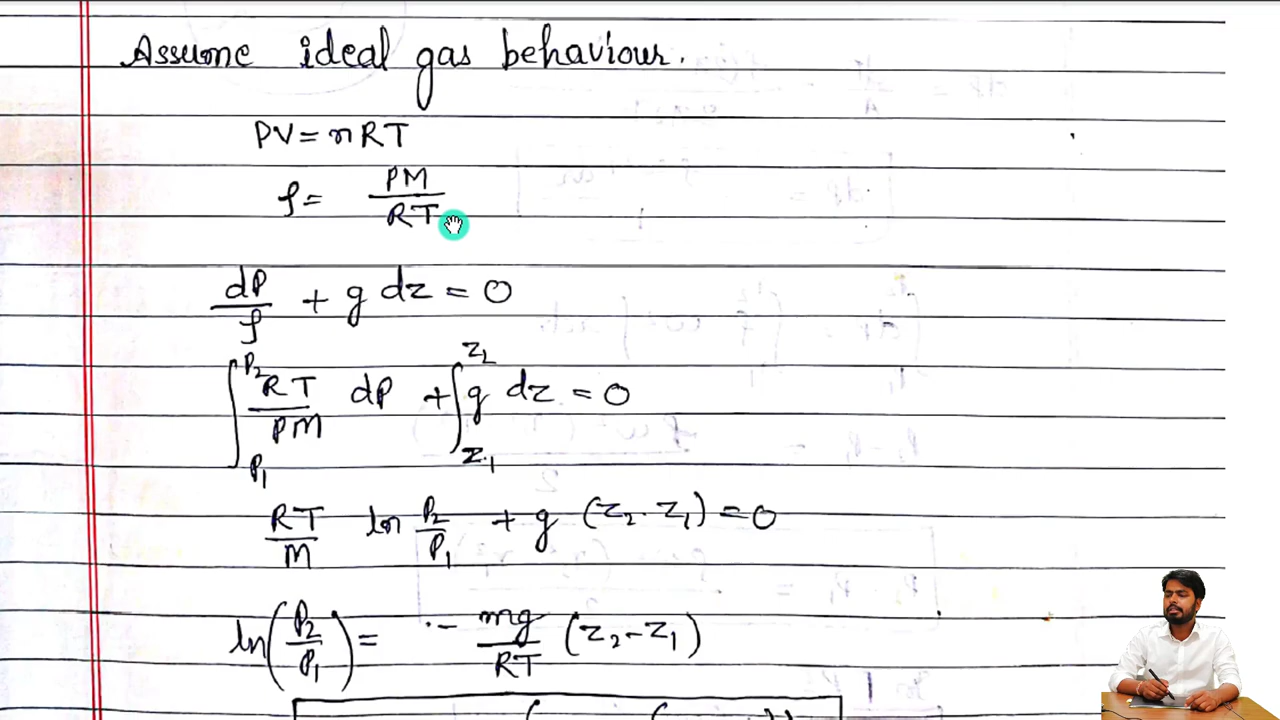 Assume ideal gas behaviour.
PV = nRT
ρ = PM / RT
dP / ρ + g dz = 0
∫_{P1}^{P2} RT / PM dP + ∫_{Z1}^{Z2} g dz = 0
RT / M ln P2 / P1 + g (Z2 - Z1) = 0
ln(P2 / P1) = - mg / RT (Z2 - Z1)